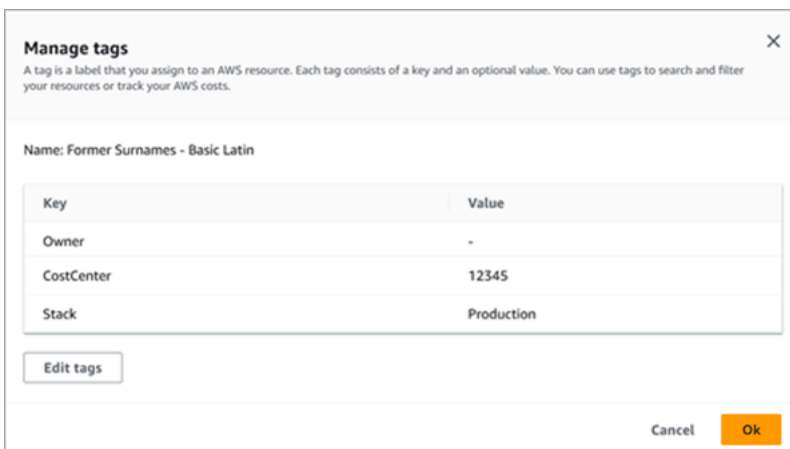 Manage tags
A tag is a label that you assign to an AWS resource. Each tag consists of a key and an optional value. You can use tags to search and filter
your resources or track your AWS costs.
Name: Former Surnames - Basic Latin
Key Value
Owner -
CostCenter 12345
Stack Production
Edit tags
Cancel Ok